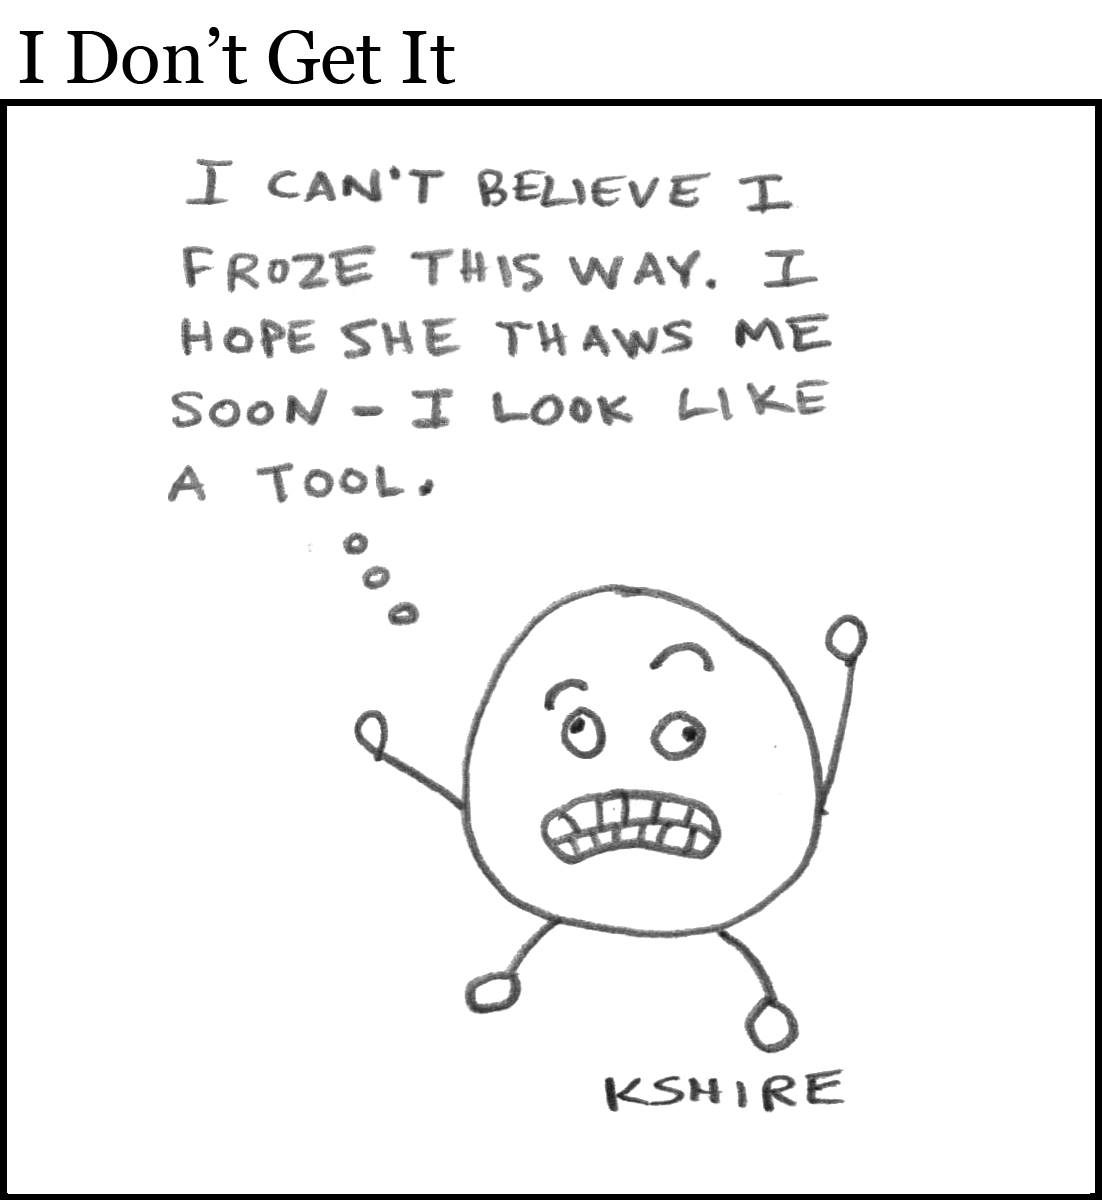 I Don’t Get It
I CAN'T BELIEVE I
FROZE THIS WAY. I
HOPE SHE THAWS ME
SOON - I LOOK LIKE
A TOOL.
KSHIRE